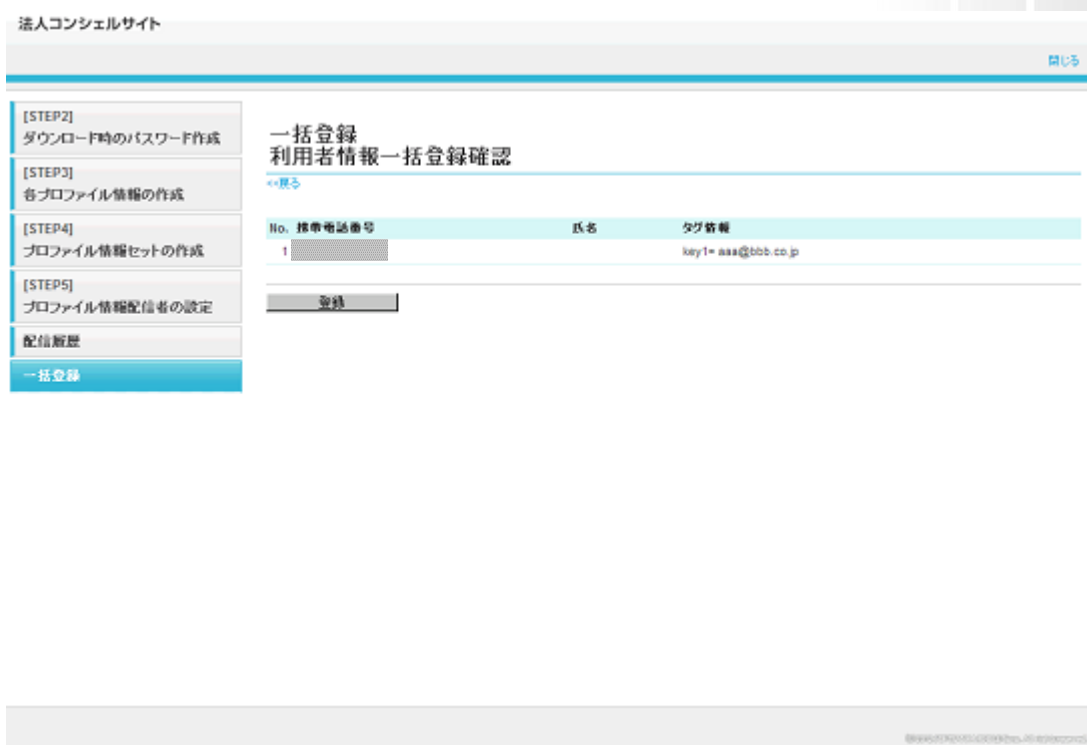 法人コンシェルサイト
閉じる
[STEP2]
ダウンロード時のパスワード作成
[STEP3]
各プロファイル情報の作成
[STEP4]
プロファイル情報セットの作成
[STEP5]
プロファイル情報配信者の設定
配信履歴
一括登録
一括登録
利用者情報一括登録確認
<<戻る
No. 携帯電話番号 氏名 タグ情報
1 key1= aaa@bbb.co.jp
登録